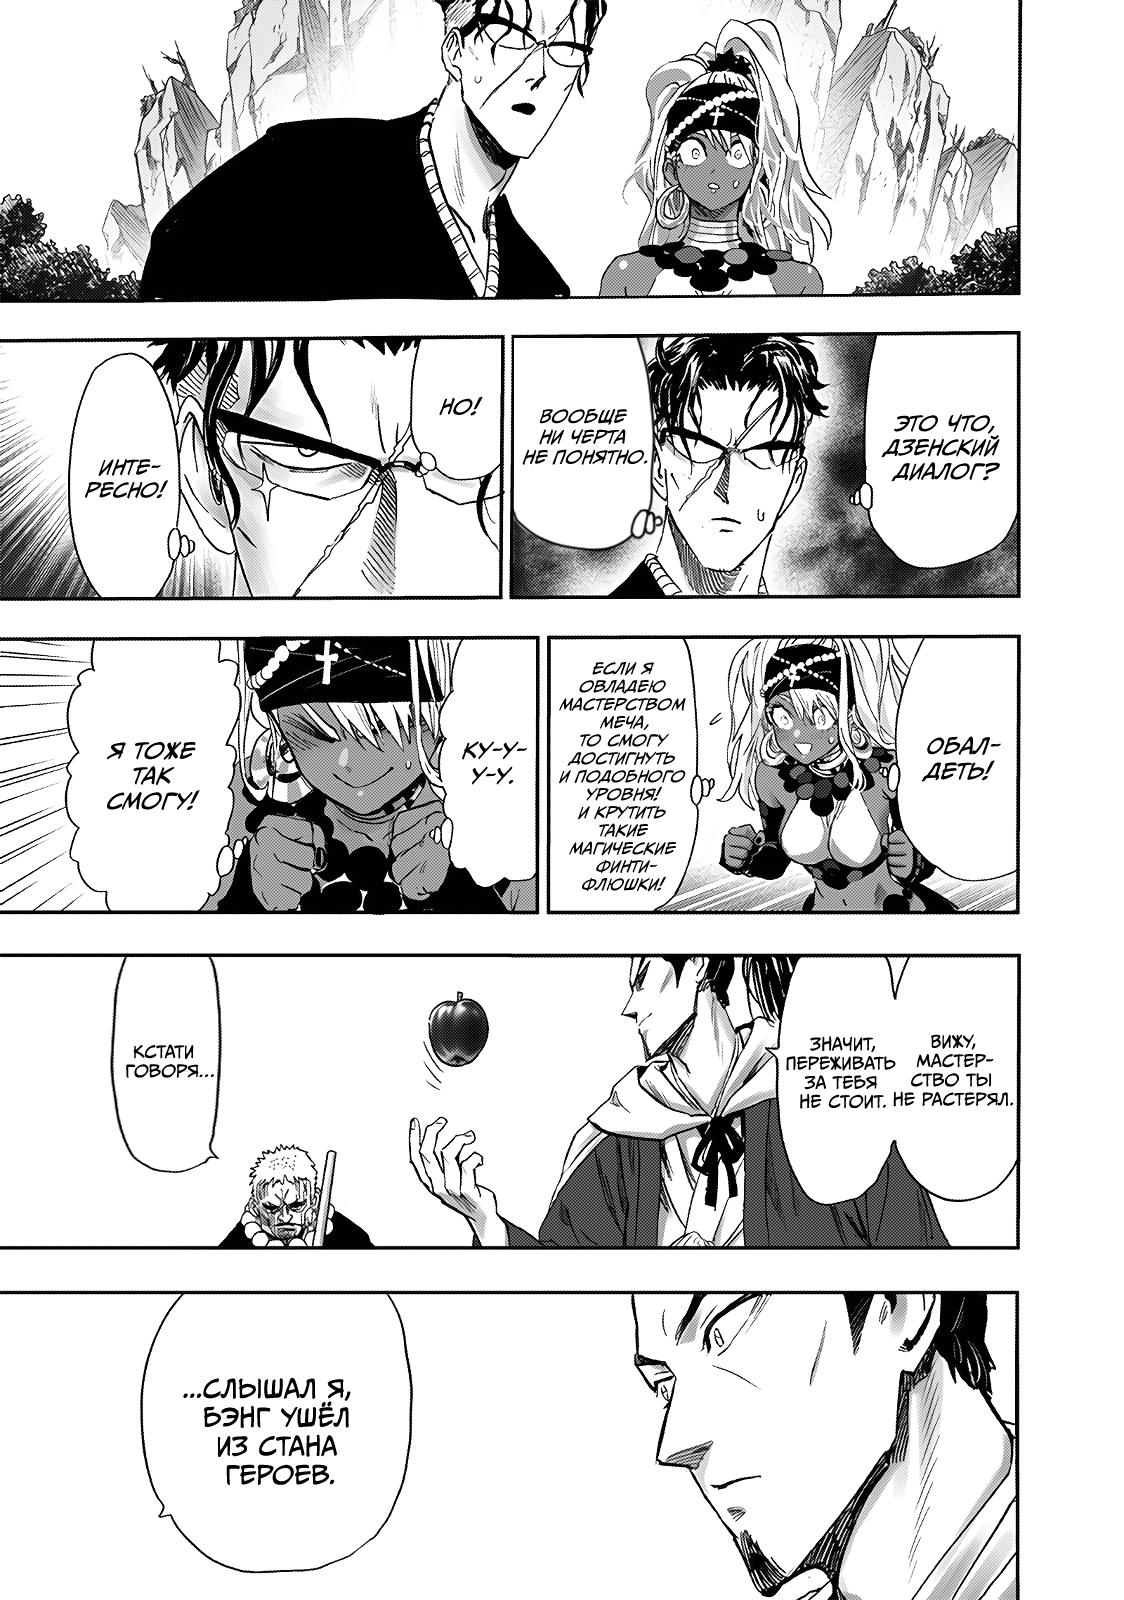 ЭТО ЧТО,
ДЗЕНСКИЙ
ДИАЛОГ?
ВООБЩЕ
НИ ЧЕРТА
НЕ ПОНЯТНО.
НО!
ИНТЕ-
РЕСНО!
ОБАЛ-
ДЕТЬ!
ЕСЛИ Я
ОВЛАДЕЮ
МАСТЕРСТВОМ
МЕЧА,
ТО СМОГУ
ДОСТИГНУТЬ
И ПОДОБНОГО
УРОВНЯ!
И КРУТИТЬ
ТАКИЕ
МАГИЧЕСКИЕ
ФИНТИ-
ФЛЮШКИ!
КУ-У-
У-У.
Я ТОЖЕ
ТАК
СМОГУ!
ВИЖУ,
МАСТЕР-
СТВО ТЫ
НЕ РАСТЕРЯЛ.
ЗНАЧИТ,
ПЕРЕЖИВАТЬ
ЗА ТЕБЯ
НЕ СТОИТ.
КСТАТИ
ГОВОРЯ...
...СЛЫШАЛ Я,
БЭНГ УШЁЛ
ИЗ СТАНА
ГЕРОЕВ.